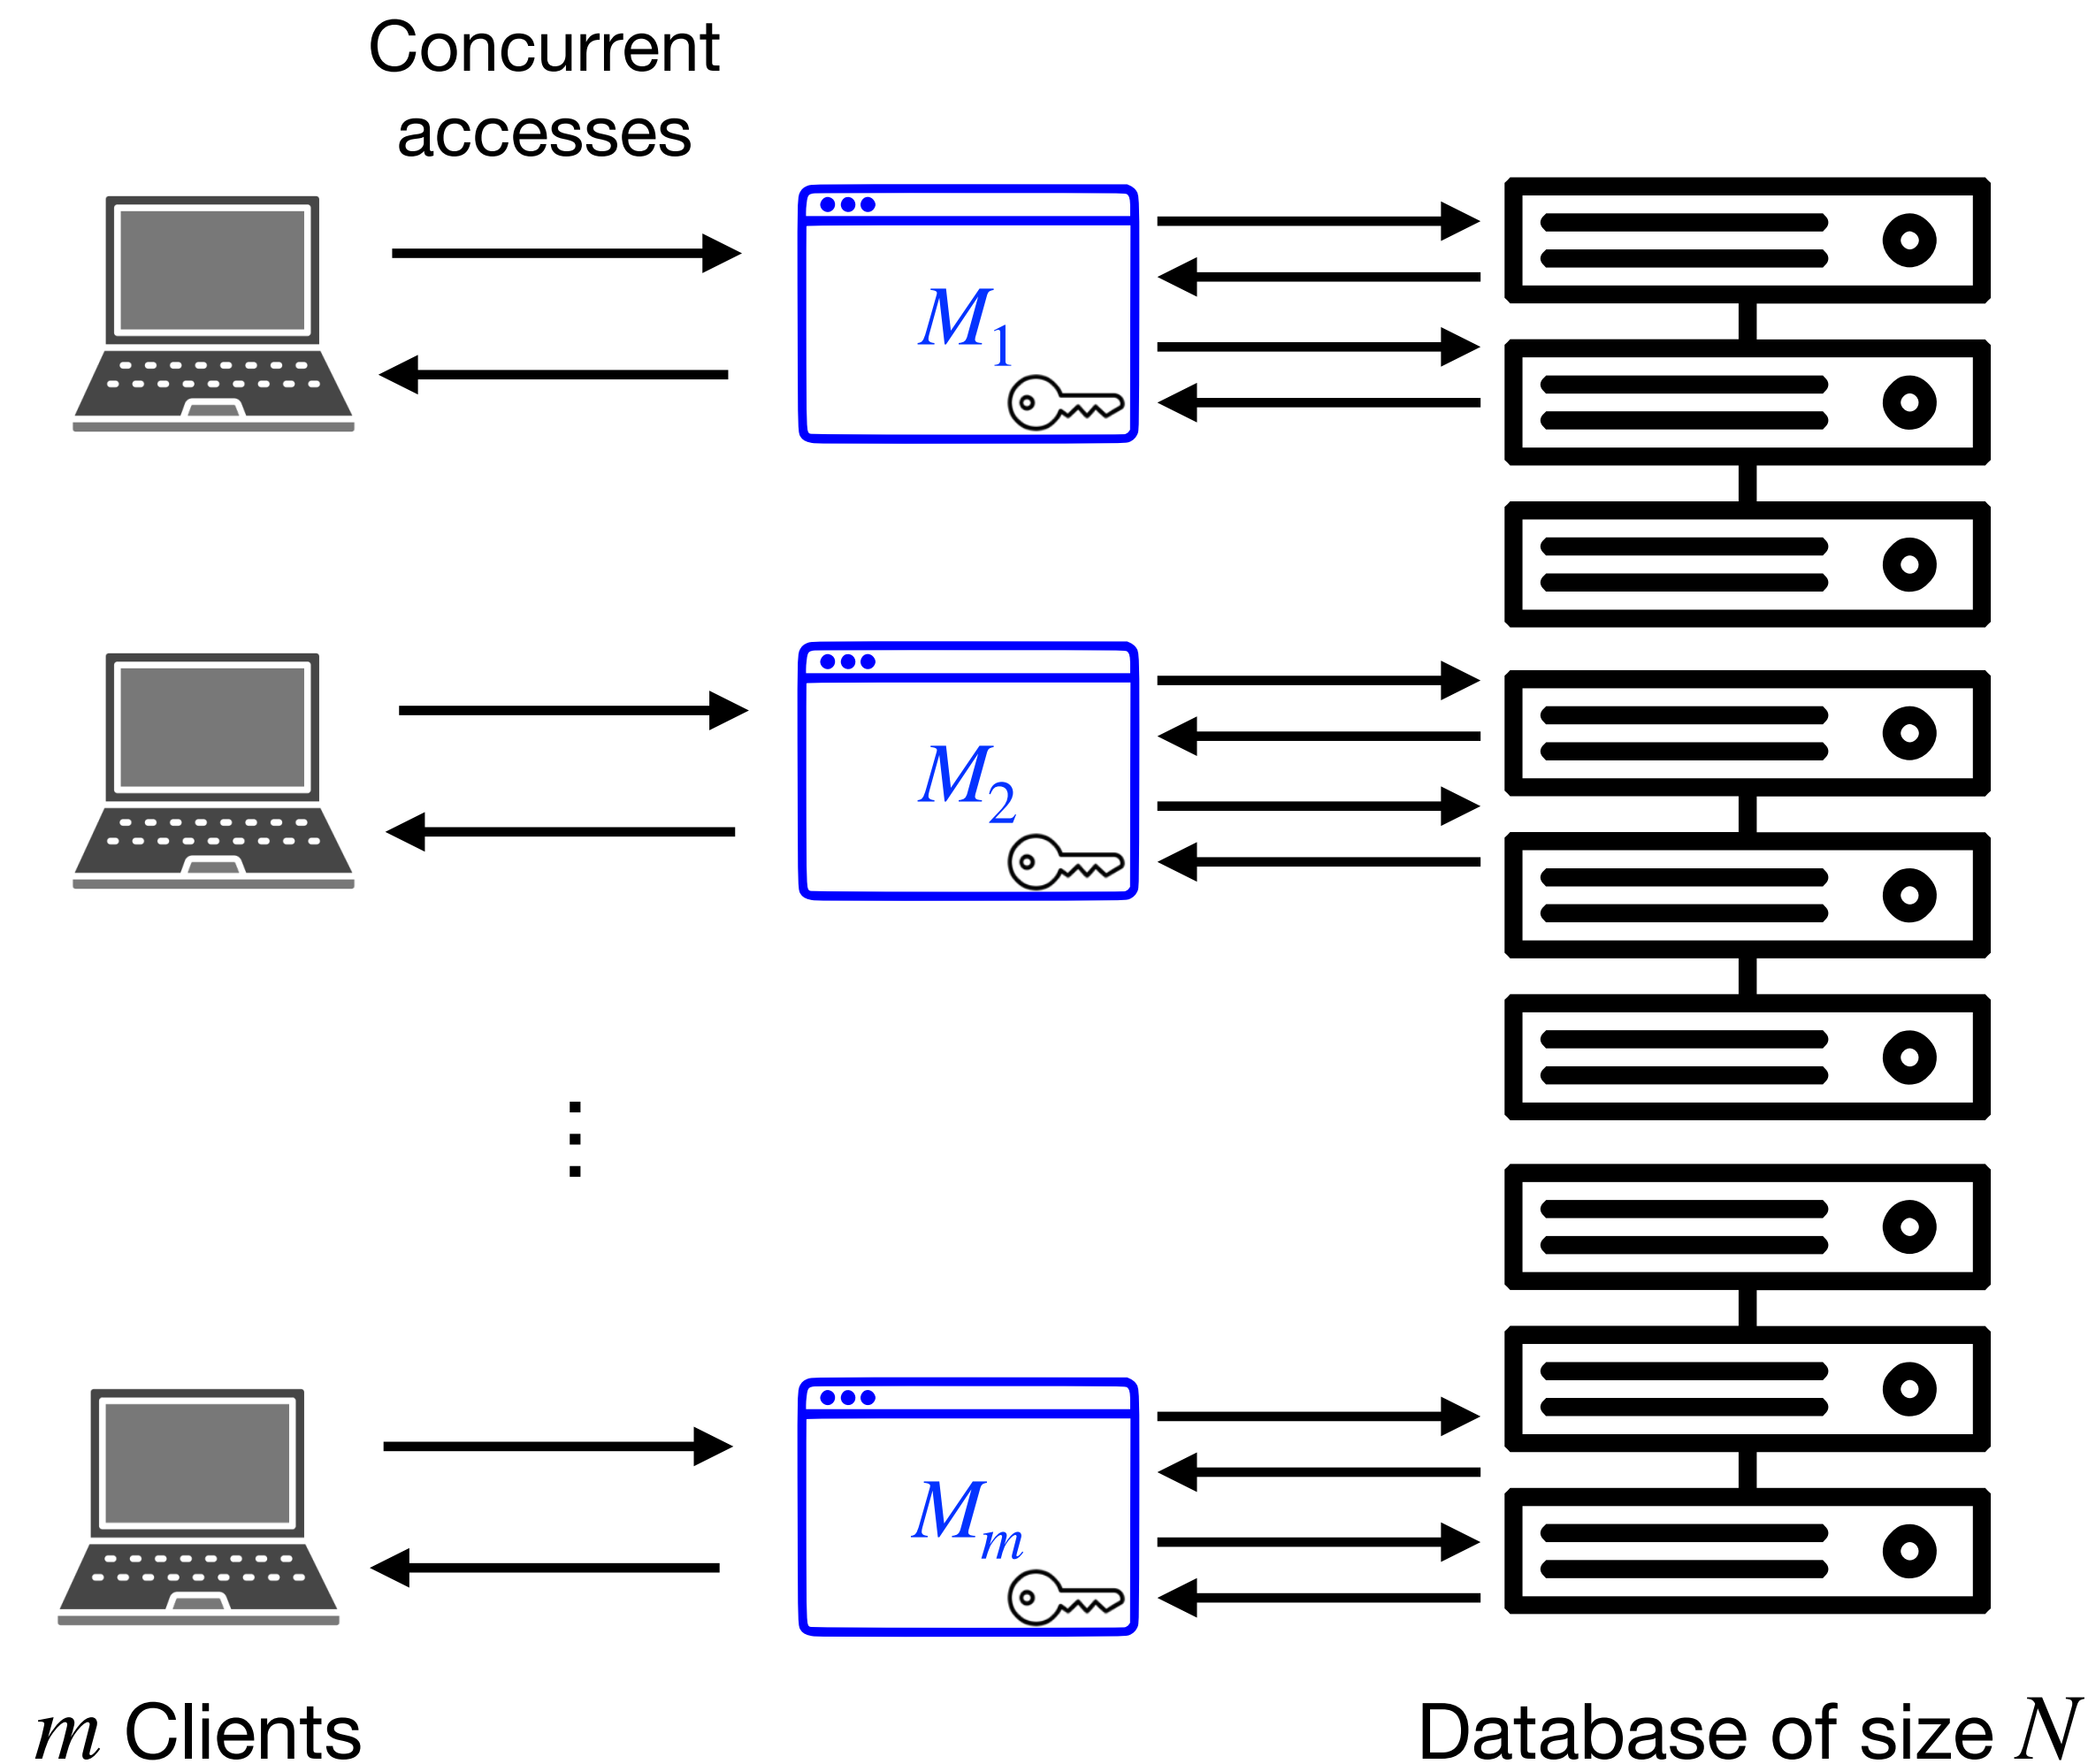 Concurrent
accesses
M1
M2
⋮
Mm
m Clients
Database of size N